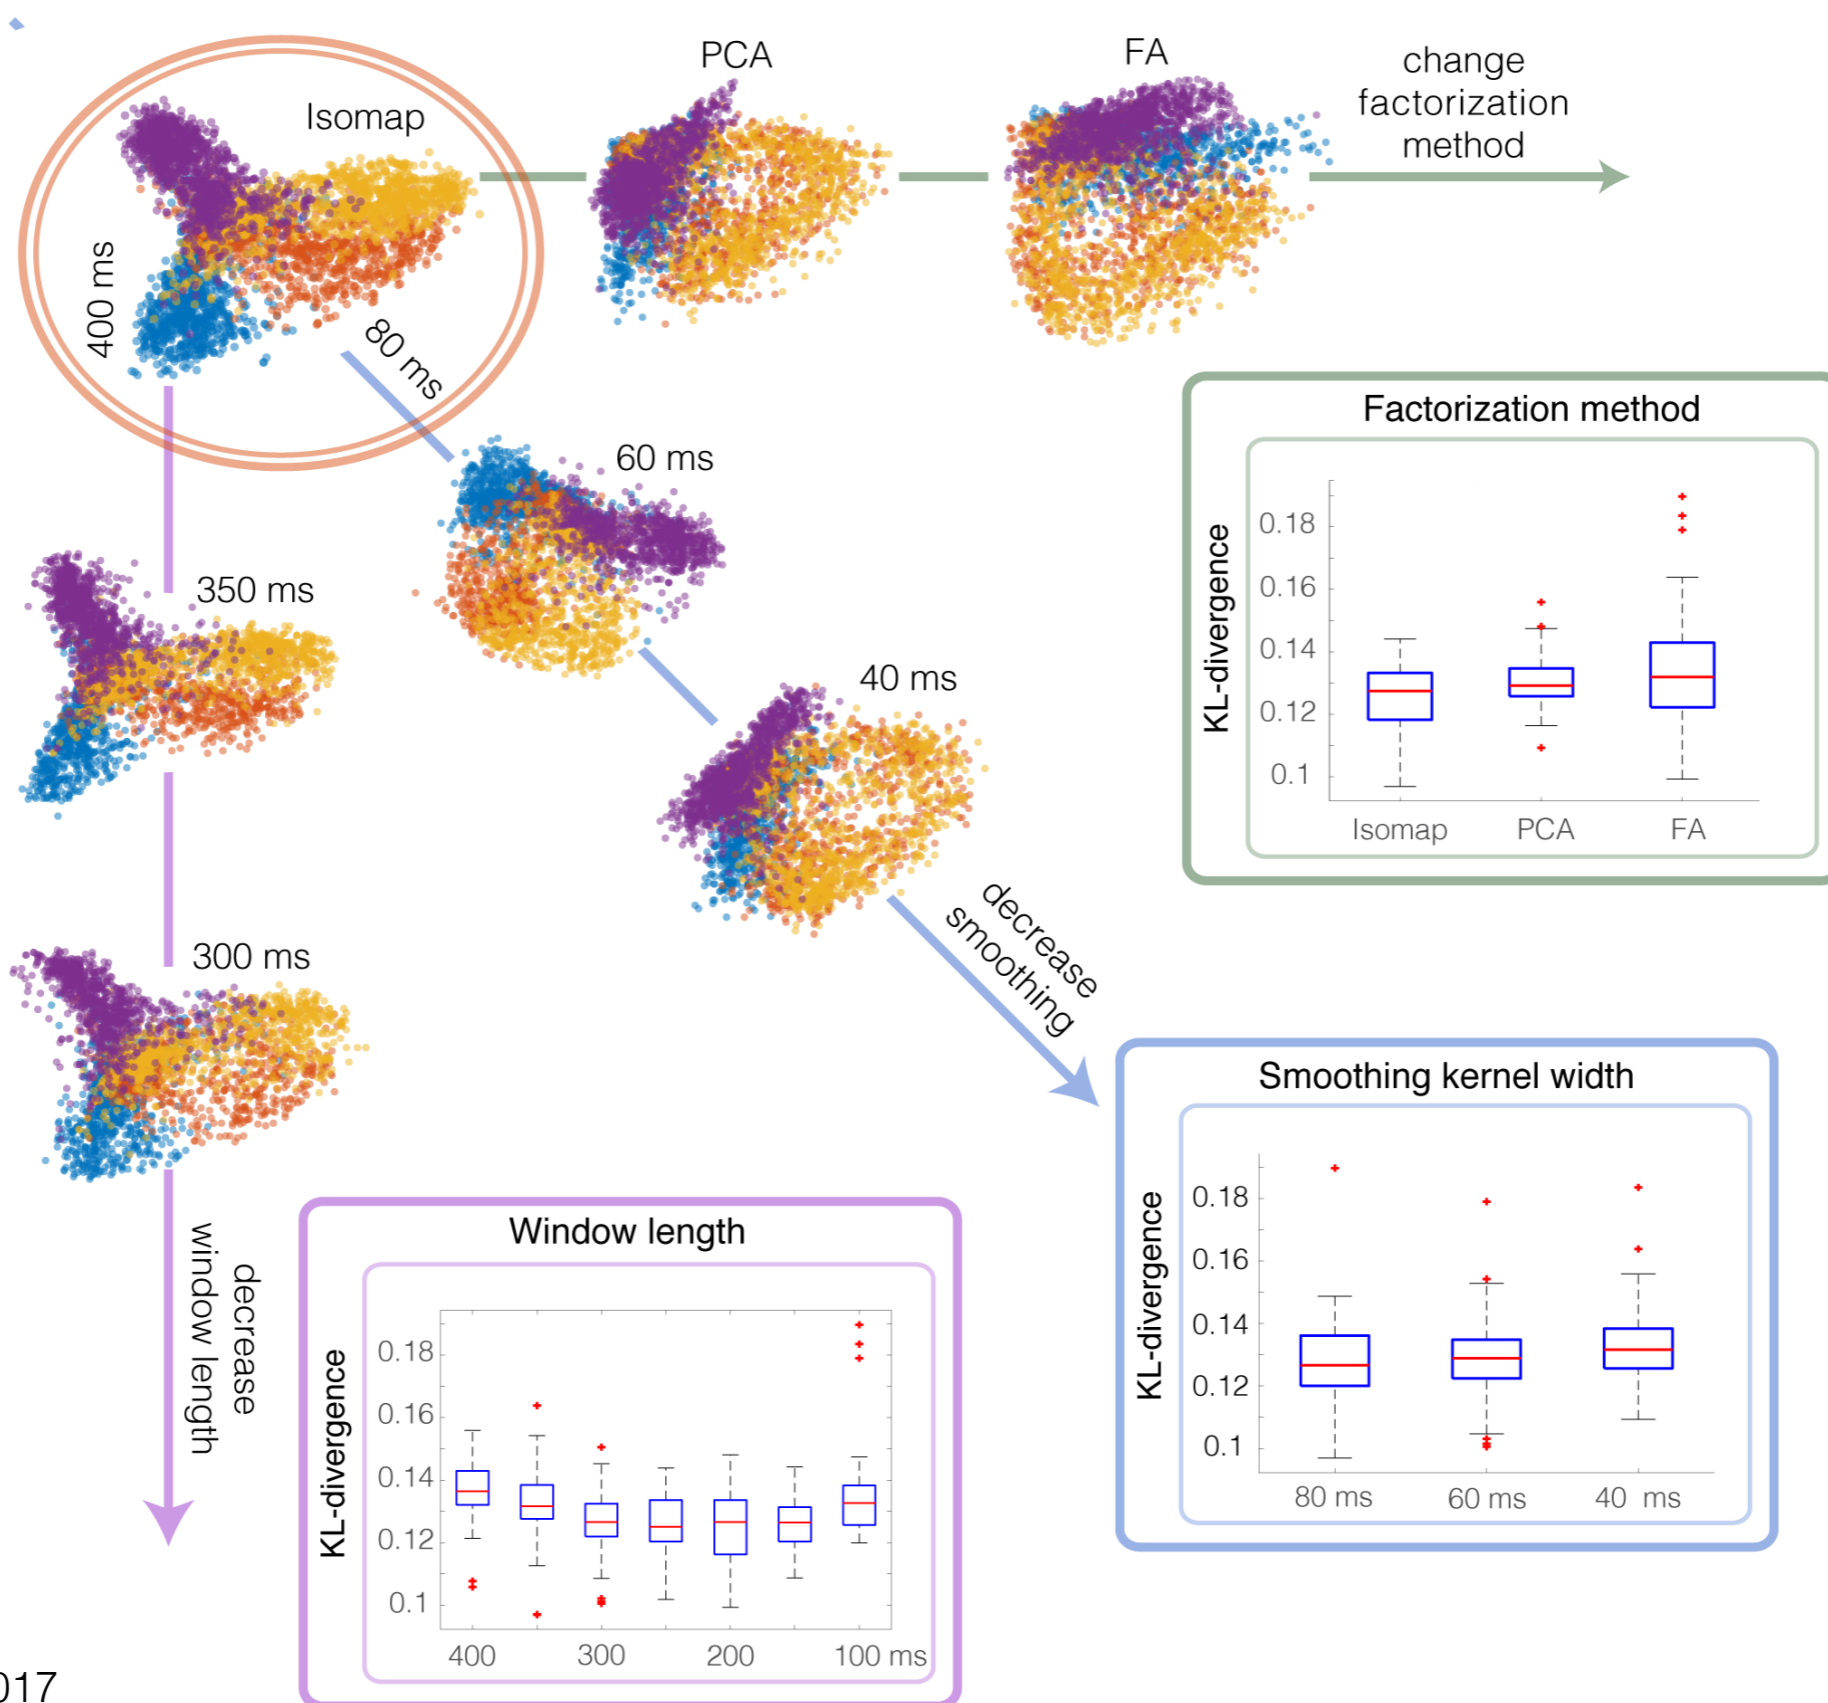 PCA
FA
change
factorization
method
Isomap
400 ms
80 ms
60 ms
350 ms
40 ms
300 ms
decrease
smoothing
decrease
window length
Factorization method
KL-divergence
0.18
0.16
0.14
0.12
0.1
Isomap
PCA
FA
Smoothing kernel width
KL-divergence
0.18
0.16
0.14
0.12
0.1
80 ms
60 ms
40 ms
Window length
KL-divergence
0.18
0.16
0.14
0.12
0.1
400
300
200
100 ms
017